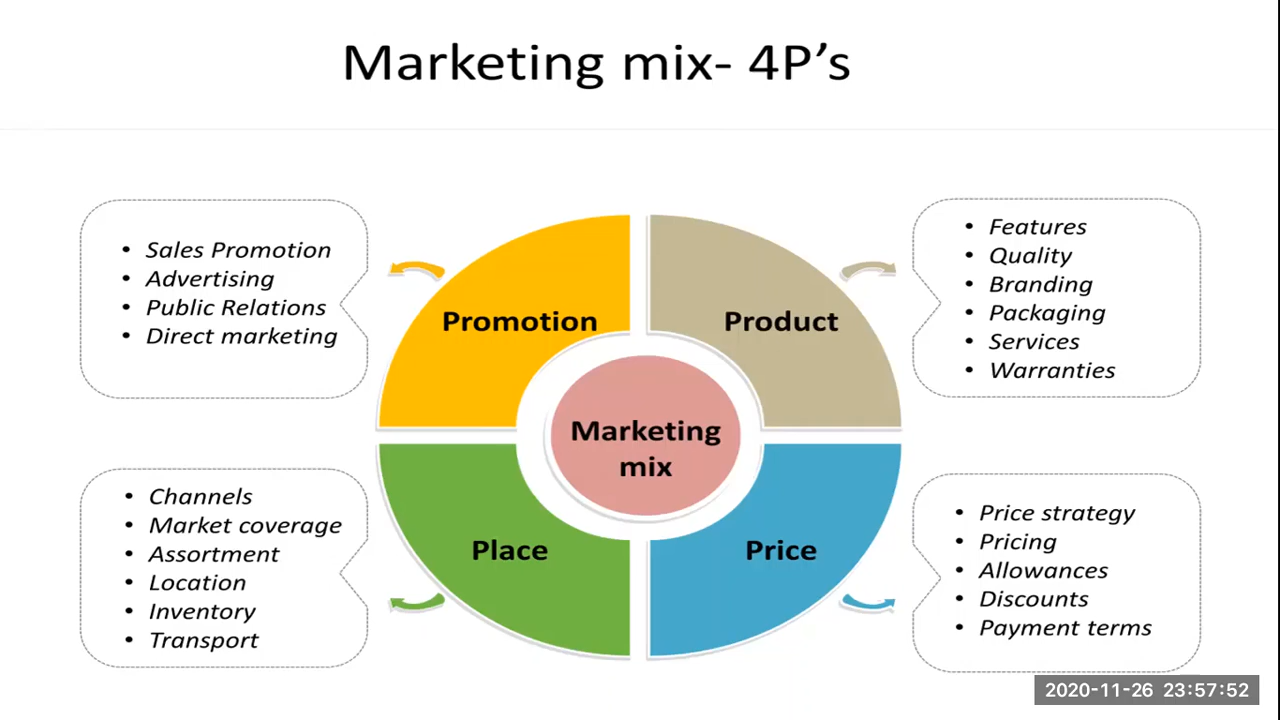 Marketing mix- 4P’s
• Sales Promotion
• Advertising
• Public Relations
• Direct marketing
Promotion
Product
• Features
• Quality
• Branding
• Packaging
• Services
• Warranties
Marketing
mix
• Channels
• Market coverage
• Assortment
• Location
• Inventory
• Transport
Place
Price
• Price strategy
• Pricing
• Allowances
• Discounts
• Payment terms
2020-11-26 23:57:52